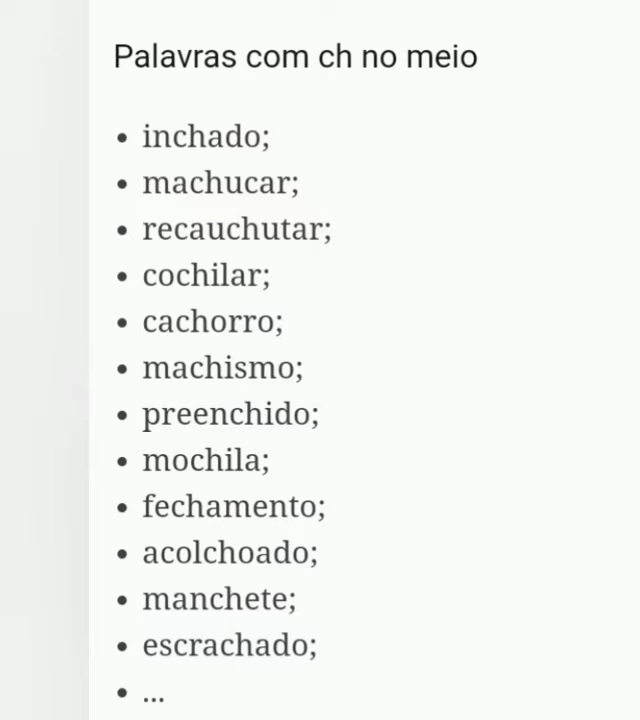 Palavras com ch no meio
• inchado;
• machucar;
• recauchutar;
• cochilar;
• cachorro;
• machismo;
• preenchido;
• mochila;
• fechamento;
• acolchoado;
• manchete;
• escrachado;
• ...